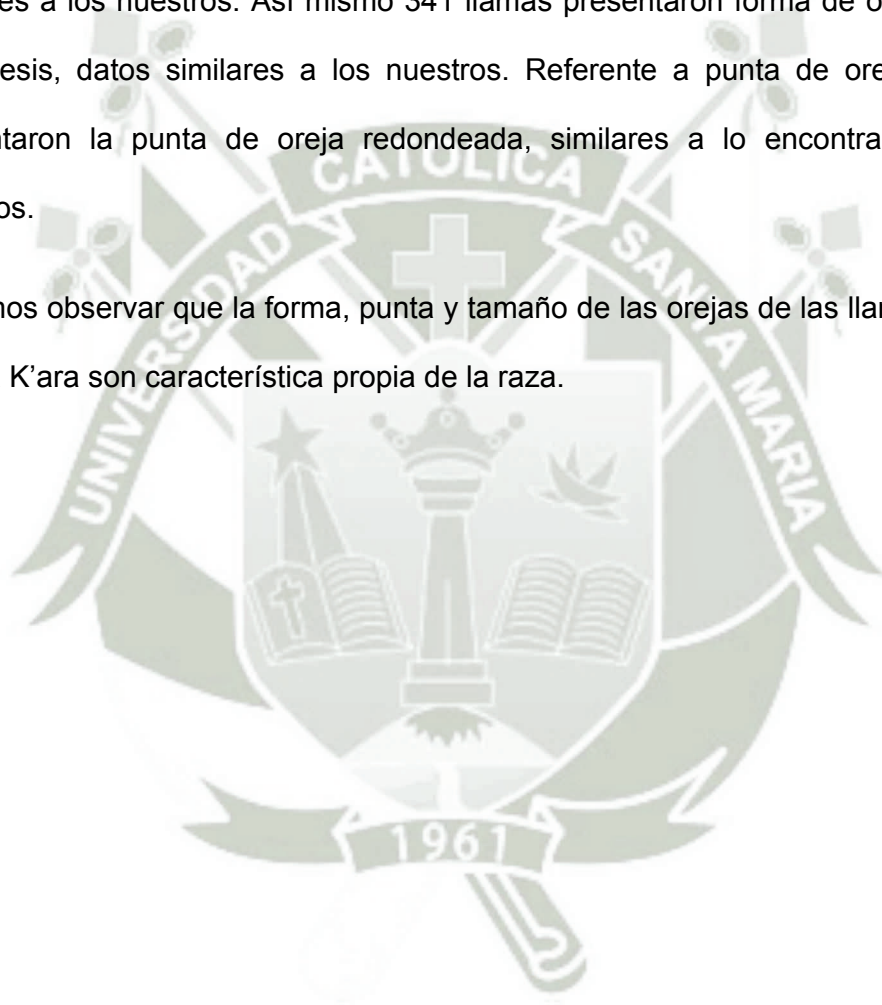 es a los nuestros. Así mismo 341 llamas presentaron forma de o
esis, datos similares a los nuestros. Referente a punta de ore
ntaron la punta de oreja redondeada, similares a lo encontra
os.
nos observar que la forma, punta y tamaño de las orejas de las lla
K’ara son característica propia de la raza.
UNIVERSIDAD CATOLICA SANTA MARIA
1961